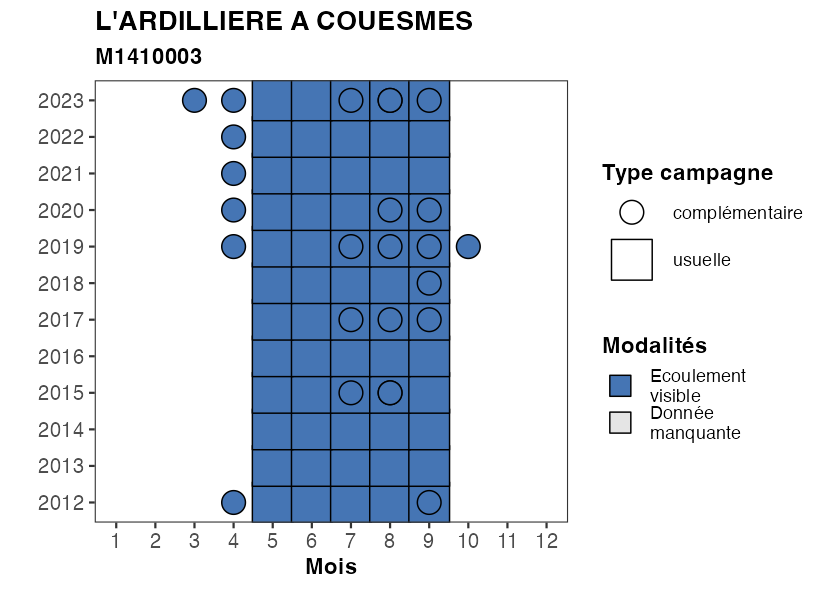 L'ARDILLIERE A COUESMES
M1410003
2023
2022
2021
2020
2019
2018
2017
2016
2015
2014
2013
2012
1 2 3 4 5 6 7 8 9 10 11 12
Mois
Type campagne
complémentaire
usuelle
Modalités
Ecoulement
visible
Donnée
manquante